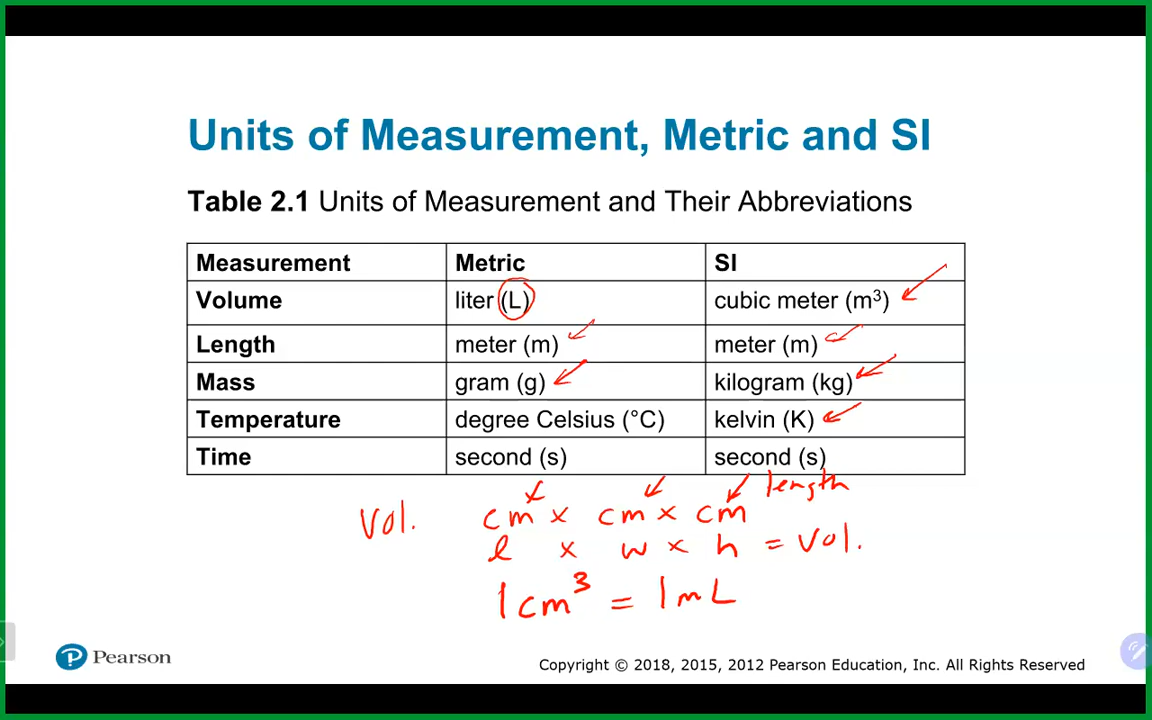 Units of Measurement, Metric and SI
Table 2.1 Units of Measurement and Their Abbreviations
Measurement Metric SI
Volume liter (L) cubic meter (m³)
Length meter (m) meter (m)
Mass gram (g) kilogram (kg)
Temperature degree Celsius (°C) kelvin (K)
Time second (s) second (s)
length
Vol. cm x cm x cm
l x w x h = vol.
1cm³ = 1mL
Pearson
Copyright © 2018, 2015, 2012 Pearson Education, Inc. All Rights Reserved